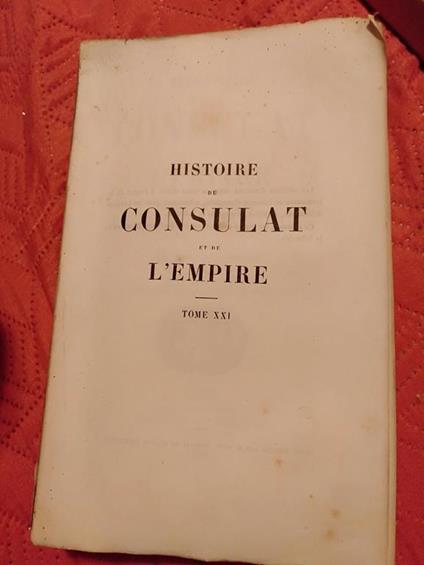 HISTOIRE
DU
CONSULAT
ET DE
L'EMPIRE
TOME XXI